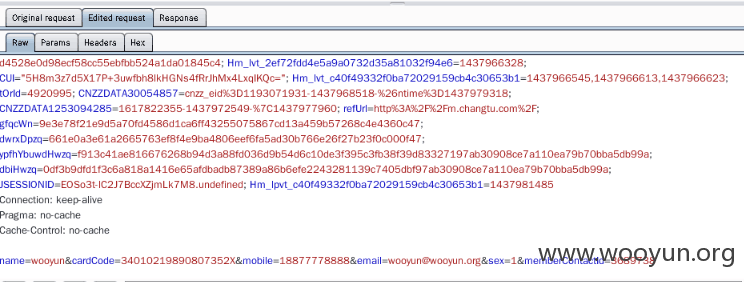 Original request Edited request Response
Raw Params Headers Hex
d4528e0d98ecf58cc55ebfbb524a1da01845c4; Hm_lvt_2ef72fdd4e5a9a0732d35a81032f94e6=1437966328;
CUI="5H8m3z7d5X17P+3uwfbh8lkHGNs4fRrJhMx4LxqlKQc="; Hm_lvt_c40f49332f0ba72029159cb4c30653b1=1437966545,1437966613,1437966623;
tOrId=4920995; CNZZDATA30054857=cnzz_eid%3D1193071931-1437968518-%26ntime%3D1437979318;
CNZZDATA1253094285=1617822355-1437972549-%7C1437977960; refUrl=http%3A%2F%2Fm.changtu.com%2F;
gfqcWn=9e3e78f21e9d5a70fd4586d1ca6ff43255075867cd13a459b57268c4e4360c47;
dwrxDpzq=661e0a3e61a2665763ef8f4e9ba4806eef6fa5ad30b766e26f27b23f0c000f47;
ypfhYbuwdHwzq=f913c41ae816676268b94d3a88fd036d9b54d6c10de3f395c3fb38f39d83327197ab30908ce7a110ea79b70bba5db99a;
dbiHwzq=0df3b9dfd1f3c6a818a1416e65afdbadb87389a86b6efe2243281139c7405dbf97ab30908ce7a110ea79b70bba5db99a;
JSESSIONID=EOSo3t-lC2J7BccXZjmLk7M8.undefined; Hm_lpvt_c40f49332f0ba72029159cb4c30653b1=1437981485
Connection: keep-alive
Pragma: no-cache
Cache-Control: no-cache
name=wooyun&cardCode=34010219890807352X&mobile=18877778888&email=wooyun@wooyun.org&sex=1&memberContactId=3689738
www.wooyun.org